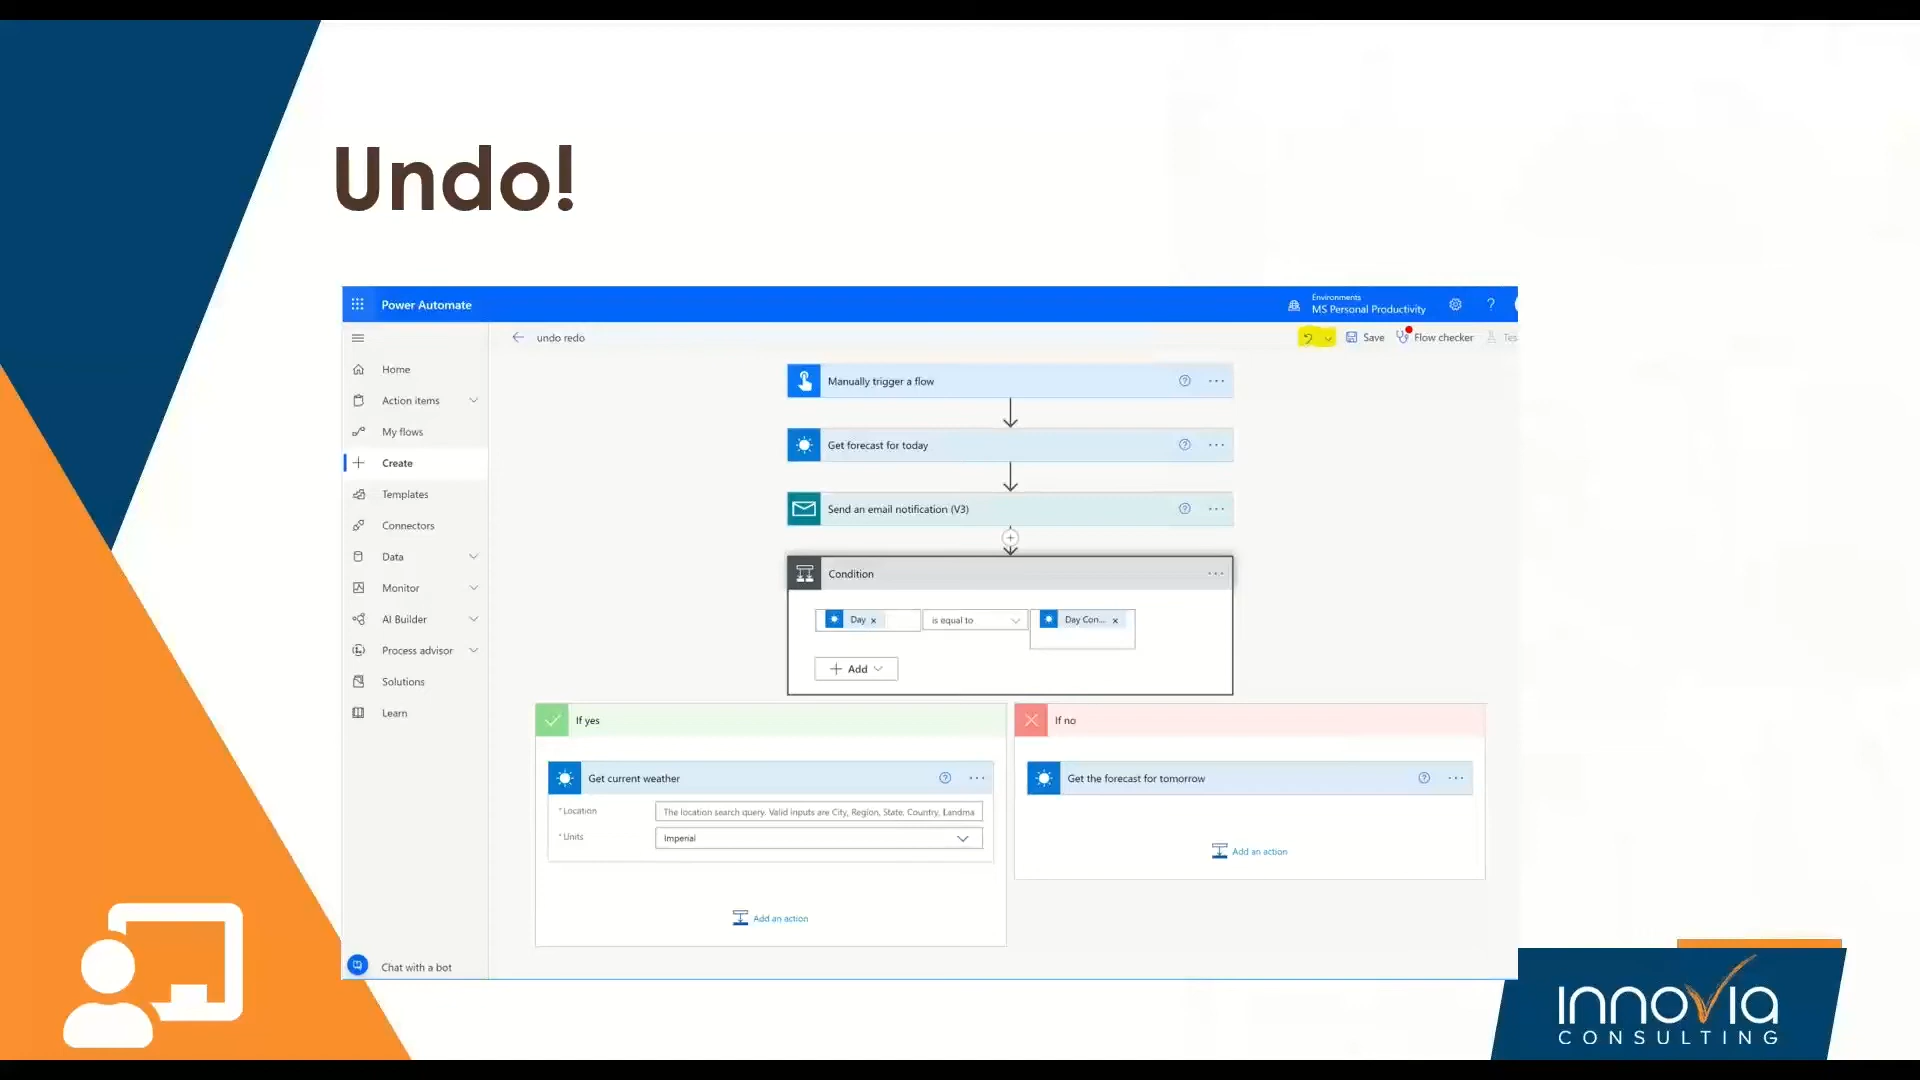 Undo!
Power Automate
Environments
MS Personal Productivity
?
undo redo
Save
Flow checker
Tes
Home
Action items
My flows
Create
Templates
Connectors
Data
Monitor
AI Builder
Process advisor
Solutions
Learn
Chat with a bot
Manually trigger a flow
Get forecast for today
Send an email notification (V3)
Condition
Day x
is equal to
Day Con... x
+ Add
If yes
Get current weather
* Location
The location search query. Valid inputs are City, Region, State, Country, Landma
* Units
Imperial
Add an action
If no
Get the forecast for tomorrow
Add an action
INNOVIA
CONSULTING